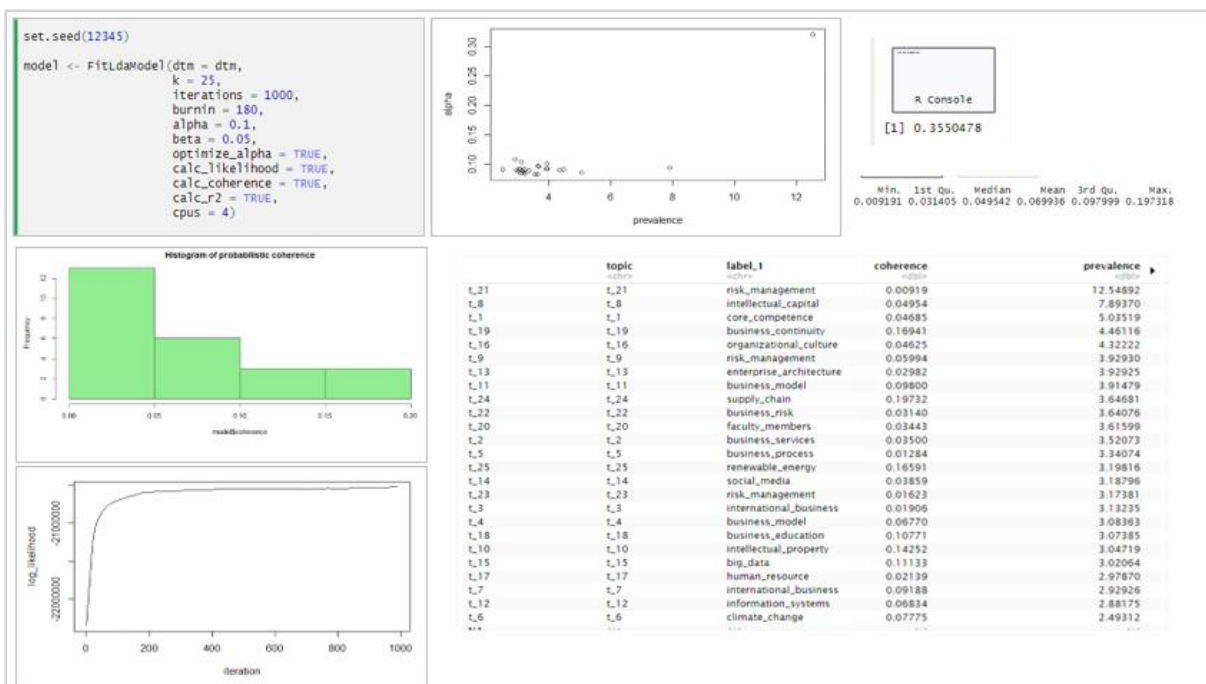 set.seed(12345)
model <- FitLdaModel(dtm = dtm,
k = 25,
iterations = 1000,
burnin = 180,
alpha = 0.1,
beta = 0.05,
optimize_alpha = TRUE,
calc_likelihood = TRUE,
calc_coherence = TRUE,
calc_r2 = TRUE,
cpus = 4)
alpha
0.30
0.25
0.20
0.15
0.10
4 6 8 10 12
prevalence
R Console
[1] 0.3550478
Min. 1st Qu. Median Mean 3rd Qu. Max.
0.009191 0.031405 0.049542 0.069936 0.097999 0.197318
Histogram of probabilistic coherence
Frequency
12
10
8
6
4
2
0
0.00 0.05 0.10 0.15 0.20
model$coherence
log_likelihood
-21000000
-22000000
0 200 400 600 800 1000
iteration
topic label_1 coherence prevalence
<chr> <chr> <dbl> <dbl>
t_21 t_21 risk_management 0.00919 12.54892
t_8 t_8 intellectual_capital 0.04954 7.89370
t_1 t_1 core_competence 0.04685 5.03519
t_19 t_19 business_continuity 0.16941 4.46116
t_16 t_16 organizational_culture 0.04625 4.32222
t_9 t_9 risk_management 0.05994 3.92930
t_13 t_13 enterprise_architecture 0.02982 3.92925
t_11 t_11 business_model 0.09800 3.91479
t_24 t_24 supply_chain 0.19732 3.64681
t_22 t_22 business_risk 0.03140 3.64076
t_20 t_20 faculty_members 0.03443 3.61599
t_2 t_2 business_services 0.03500 3.52073
t_5 t_5 business_process 0.01284 3.34074
t_25 t_25 renewable_energy 0.16591 3.19816
t_14 t_14 social_media 0.03859 3.18796
t_23 t_23 risk_management 0.01623 3.17381
t_3 t_3 international_business 0.01906 3.13235
t_4 t_4 business_model 0.06770 3.08363
t_18 t_18 business_education 0.10771 3.07385
t_10 t_10 intellectual_property 0.14252 3.04719
t_15 t_15 big_data 0.11133 3.02064
t_17 t_17 human_resource 0.02139 2.97870
t_7 t_7 international_business 0.09188 2.92926
t_12 t_12 information_systems 0.06834 2.88175
t_6 t_6 climate_change 0.07775 2.49312